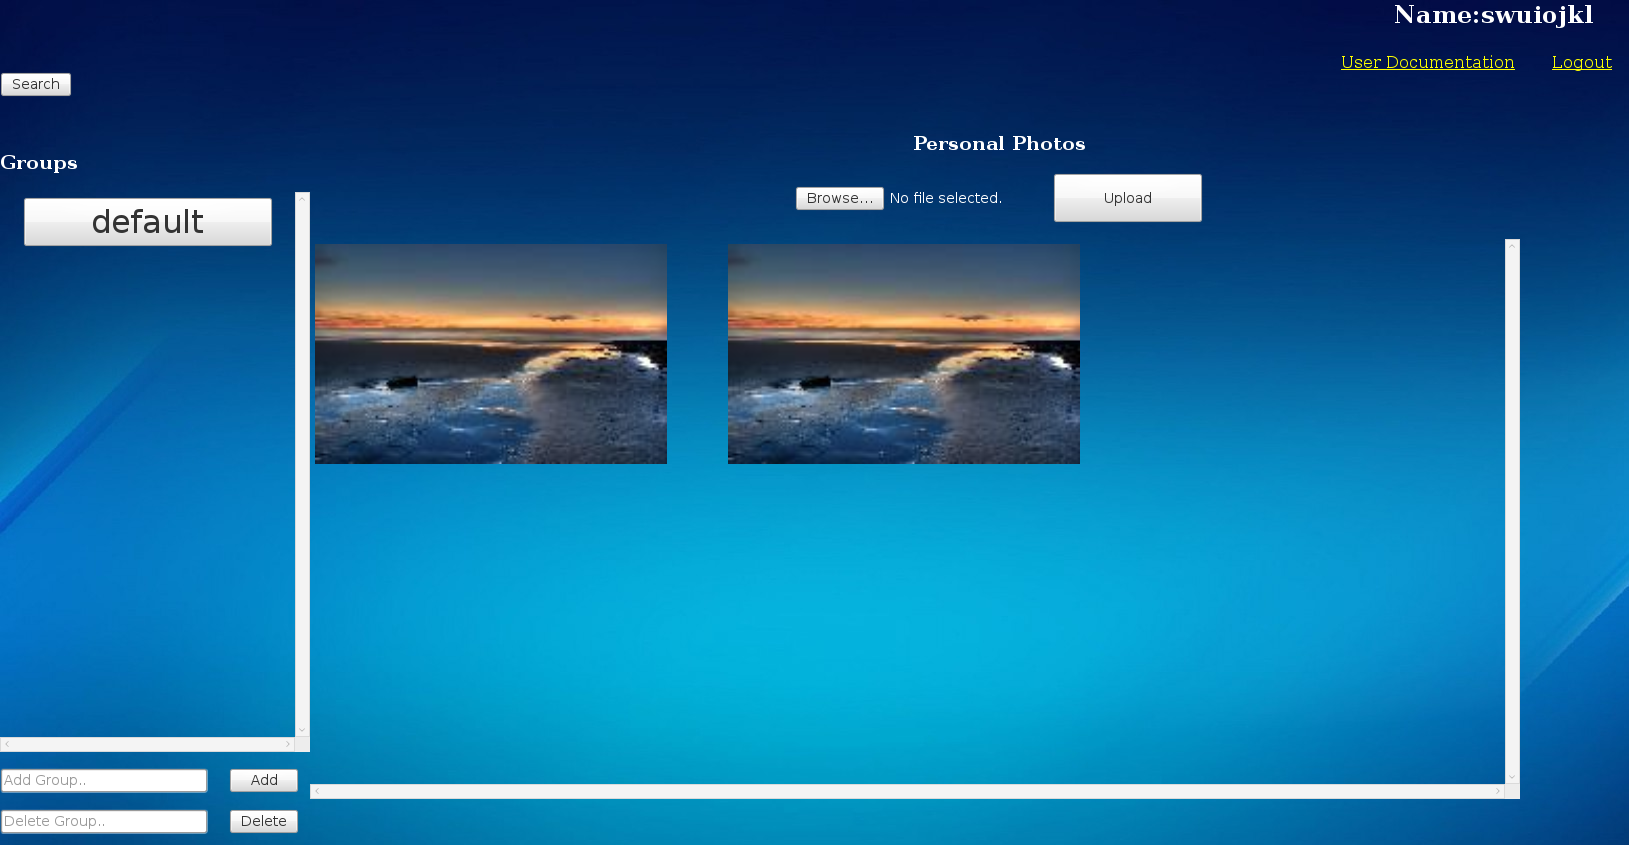 Name:swuiojkl
User Documentation Logout
Search
Personal Photos
Groups
Browse... No file selected. Upload
default
Add Group.. Add
Delete Group.. Delete